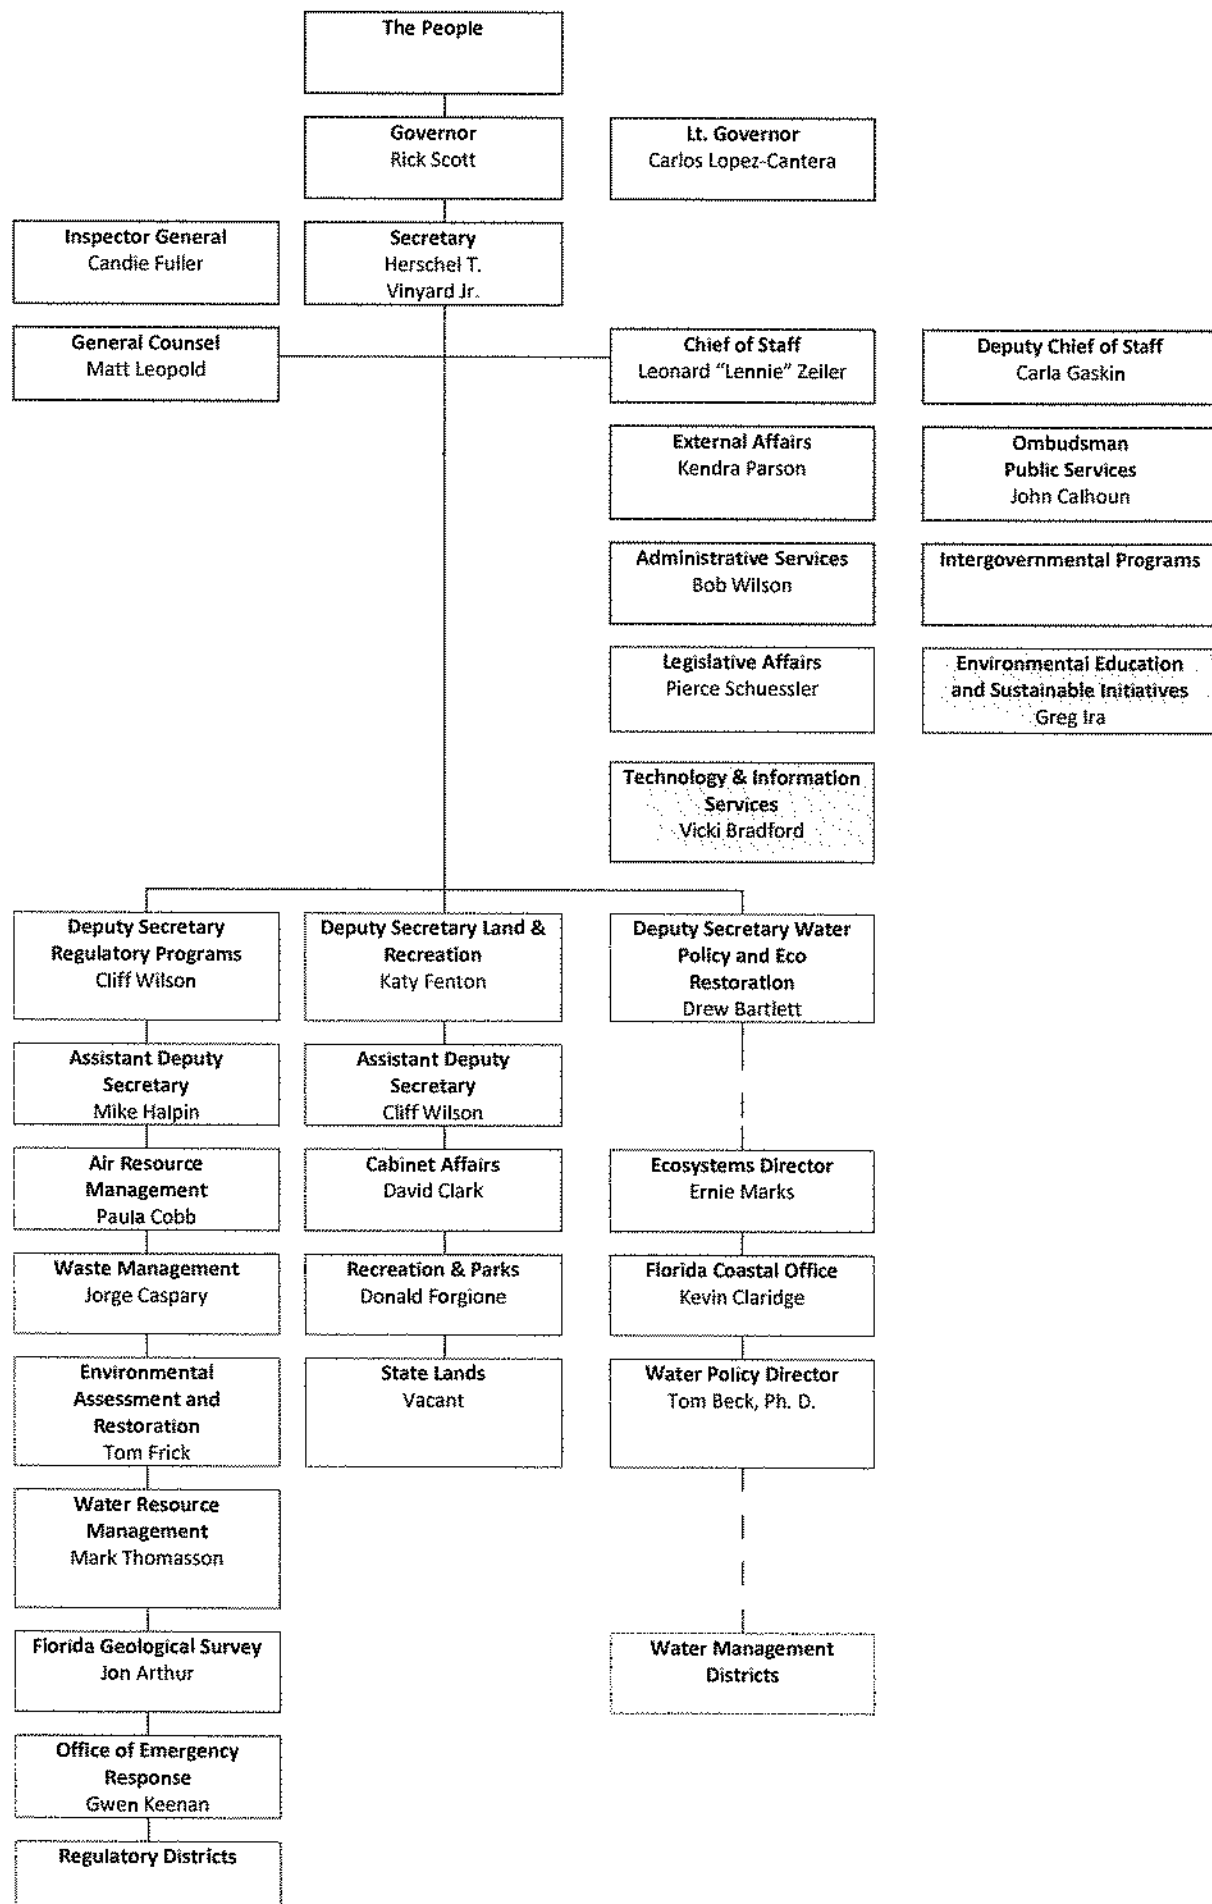 The People
Governor
Rick Scott
Lt. Governor
Carlos Lopez-Cantera
Inspector General
Candie Fuller
Secretary
Herschel T.
Vinyard Jr.
General Counsel
Matt Leopold
Chief of Staff
Leonard “Lennie” Zeiler
Deputy Chief of Staff
Carla Gaskin
External Affairs
Kendra Parson
Ombudsman
Public Services
John Calhoun
Administrative Services
Bob Wilson
Intergovernmental Programs
Legislative Affairs
Pierce Schuessler
Environmental Education
and Sustainable Initiatives
Greg Ira
Technology & Information
Services
Vicki Bradford
Deputy Secretary
Regulatory Programs
Cliff Wilson
Assistant Deputy
Secretary
Mike Halpin
Air Resource
Management
Paula Cobb
Waste Management
Jorge Caspary
Environmental
Assessment and
Restoration
Tom Frick
Water Resource
Management
Mark Thomasson
Florida Geological Survey
Jon Arthur
Office of Emergency
Response
Gwen Keenan
Regulatory Districts
Deputy Secretary Land &
Recreation
Katy Fenton
Assistant Deputy
Secretary
Cliff Wilson
Cabinet Affairs
David Clark
Recreation & Parks
Donald Forgione
State Lands
Vacant
Deputy Secretary Water
Policy and Eco
Restoration
Drew Bartlett
Ecosystems Director
Ernie Marks
Florida Coastal Office
Kevin Claridge
Water Policy Director
Tom Beck, Ph. D.
Water Management
Districts